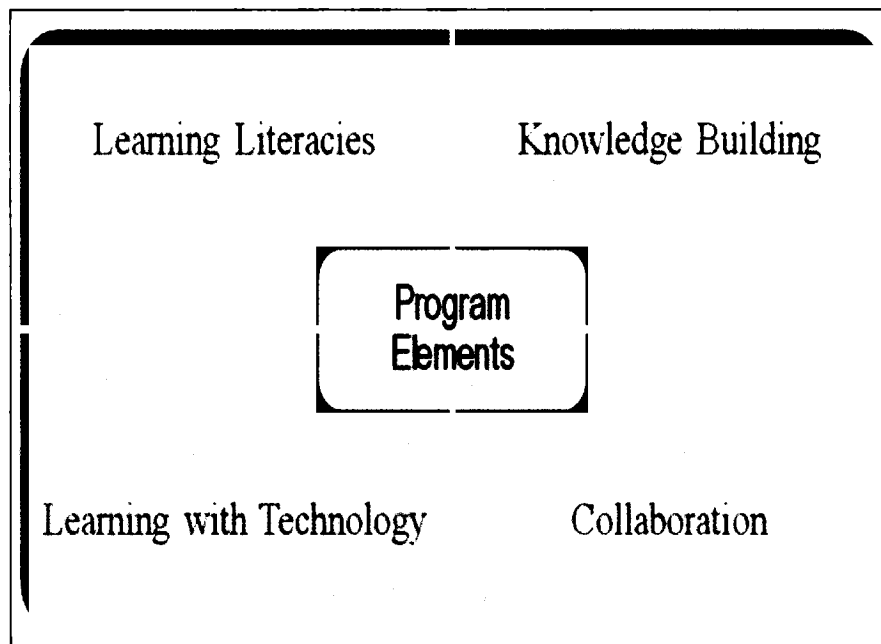 Learning Literacies
Knowledge Building
Program
Elements
Learning with Technology
Collaboration